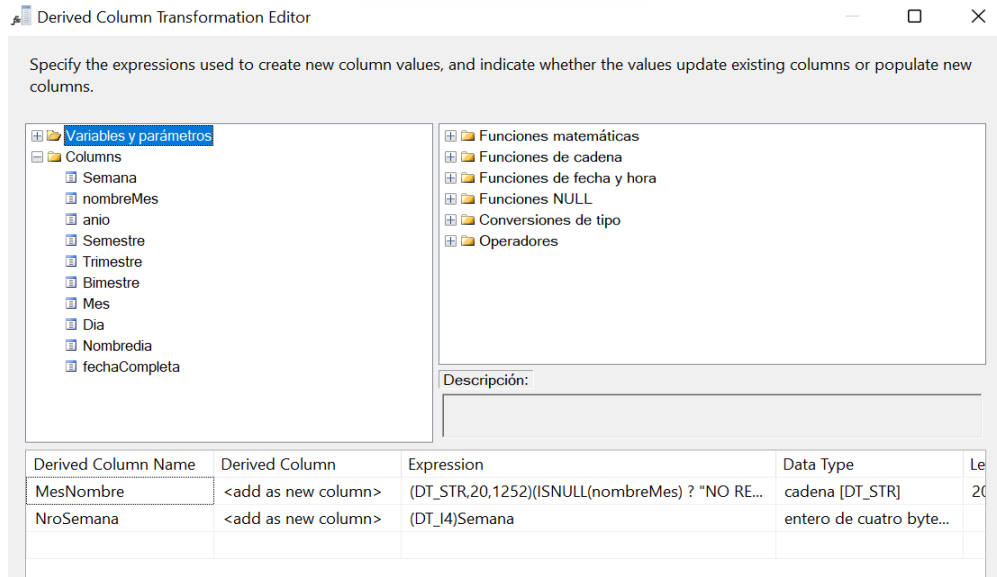 Derived Column Transformation Editor
Specify the expressions used to create new column values, and indicate whether the values update existing columns or populate new
columns.
Variables y parámetros
Columns
Semana
nombreMes
anio
Semestre
Trimestre
Bimestre
Mes
Dia
Nombredia
fechaCompleta
Funciones matemáticas
Funciones de cadena
Funciones de fecha y hora
Funciones NULL
Conversiones de tipo
Operadores
Descripción:
Derived Column Name Derived Column Expression Data Type Le
MesNombre <add as new column> (DT_STR,20,1252)(ISNULL(nombreMes) ? "NO RE... cadena [DT_STR] 20
NroSemana <add as new column> (DT_I4)Semana entero de cuatro byte...